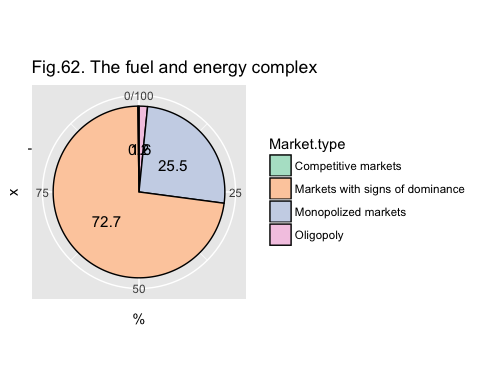 Fig.62. The fuel and energy complex
0/100
25.5
75
25
x
72.7
50
%
Market.type
Competitive markets
Markets with signs of dominance
Monopolized markets
Oligopoly